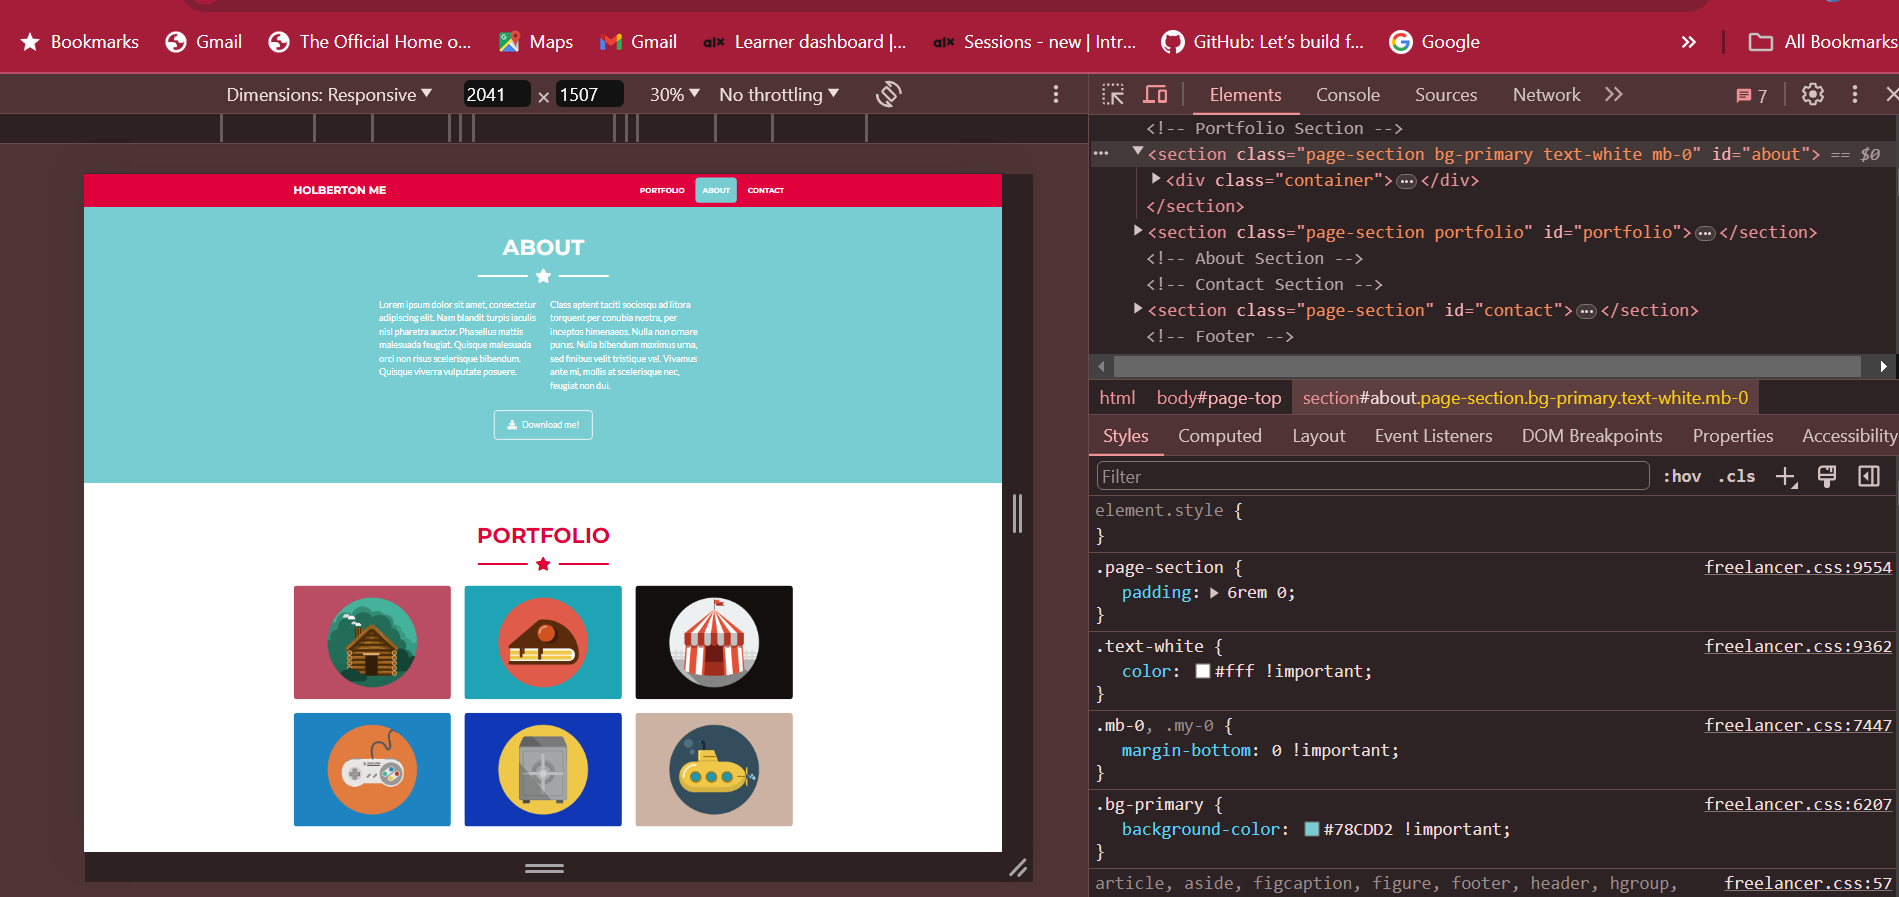 Bookmarks Gmail The Official Home o... Maps Gmail alx Learner dashboard |... alx Sessions - new | Intr... GitHub: Let's build f... Google » All Bookmarks
Dimensions: Responsive 2041 × 1507 30% No throttling
HOLBERTON ME PORTFOLIO ABOUT CONTACT
ABOUT
Lorem ipsum dolor sit amet, consectetur
adipiscing elit. Nam blandit turpis iaculis
nisl pharetra auctor. Phasellus mattis
malesuada feugiat. Quisque malesuada
orci non risus scelerisque bibendum.
Quisque viverra vulputate posuere.
Class aptent taciti sociosqu ad litora
torquent per conubia nostra, per
inceptos himenaeos. Nulla non ornare
purus. Nulla bibendum maximus urna,
sed finibus velit tristique vel. Vivamus
ante mi, mollis at scelerisque nec,
feugiat non dui.
Download me!
PORTFOLIO
Elements Console Sources Network » 7
<!-- Portfolio Section -->
<section class="page-section bg-primary text-white mb-0" id="about"> == $0
<div class="container"> … </div>
</section>
<section class="page-section portfolio" id="portfolio"> … </section>
<!-- About Section -->
<!-- Contact Section -->
<section class="page-section" id="contact"> … </section>
<!-- Footer -->
html body#page-top section#about.page-section.bg-primary.text-white.mb-0
Styles Computed Layout Event Listeners DOM Breakpoints Properties Accessibility
Filter :hov .cls
element.style {
}
.page-section { freelancer.css:9554
padding: 6rem 0;
}
.text-white { freelancer.css:9362
color: #fff !important;
}
.mb-0, .my-0 { freelancer.css:7447
margin-bottom: 0 !important;
}
.bg-primary { freelancer.css:6207
background-color: #78CDD2 !important;
}
article, aside, figcaption, figure, footer, header, hgroup, freelancer.css:57